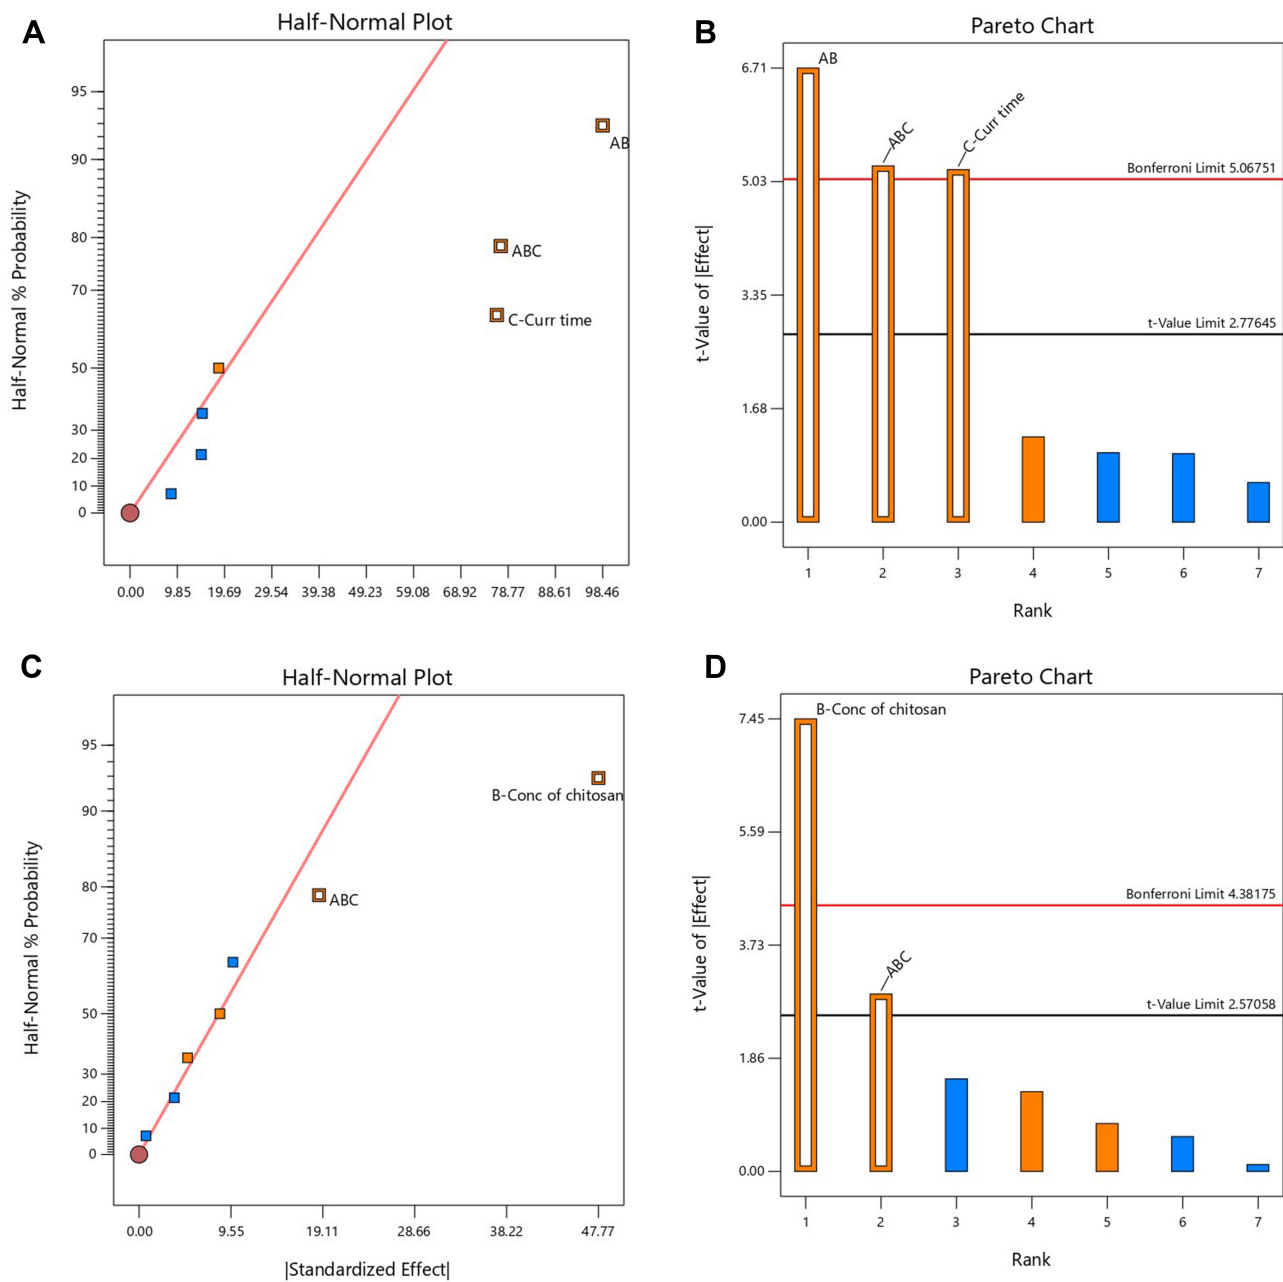 A
Half-Normal Plot
Half-Normal % Probability
95
90
80
70
50
30
20
10
0
AB
ABC
C-Curr time
0.00 9.85 19.69 29.54 39.38 49.23 59.08 68.92 78.77 88.61 98.46
B
Pareto Chart
t-Value of |Effect|
6.71
5.03
3.35
1.68
0.00
AB
ABC
C-Curr time
Bonferroni Limit 5.06751
t-Value Limit 2.77645
1 2 3 4 5 6 7
Rank
C
Half-Normal Plot
Half-Normal % Probability
95
90
80
70
50
30
20
10
0
B-Conc of chitosan
ABC
0.00 9.55 19.11 28.66 38.22 47.77
|Standardized Effect|
D
Pareto Chart
t-Value of |Effect|
7.45
5.59
3.73
1.86
0.00
B-Conc of chitosan
ABC
Bonferroni Limit 4.38175
t-Value Limit 2.57058
1 2 3 4 5 6 7
Rank